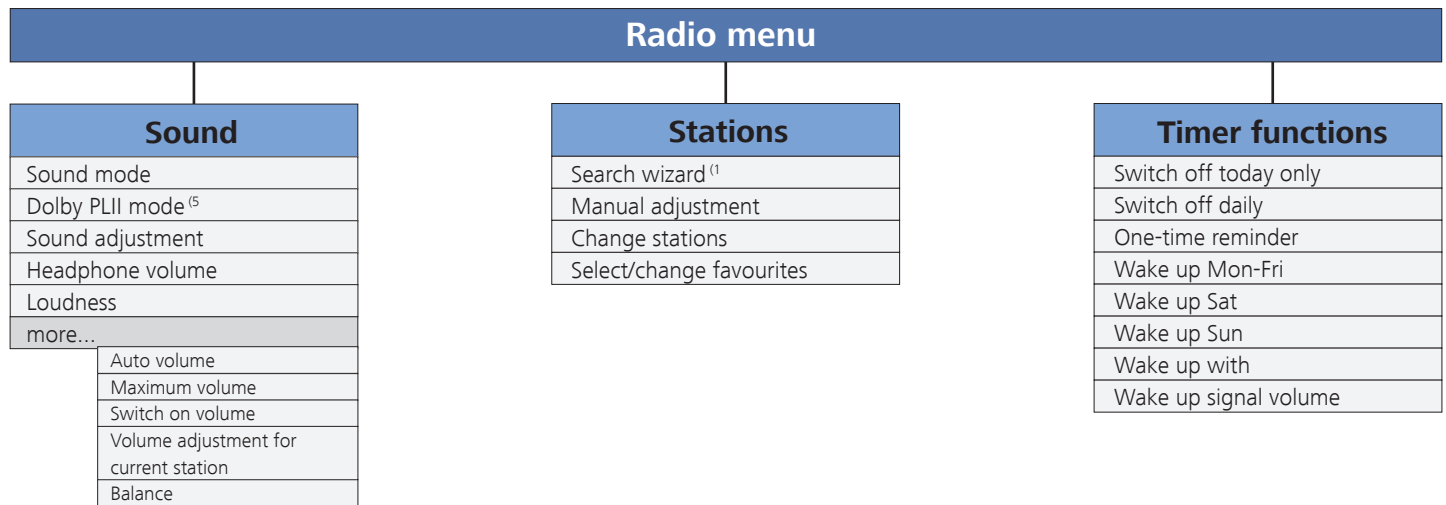 Radio menu
Sound
Sound mode
Dolby PLII mode (5
Sound adjustment
Headphone volume
Loudness
more...
Auto volume
Maximum volume
Switch on volume
Volume adjustment for
current station
Balance
Stations
Search wizard (1
Manual adjustment
Change stations
Select/change favourites
Timer functions
Switch off today only
Switch off daily
One-time reminder
Wake up Mon-Fri
Wake up Sat
Wake up Sun
Wake up with
Wake up signal volume